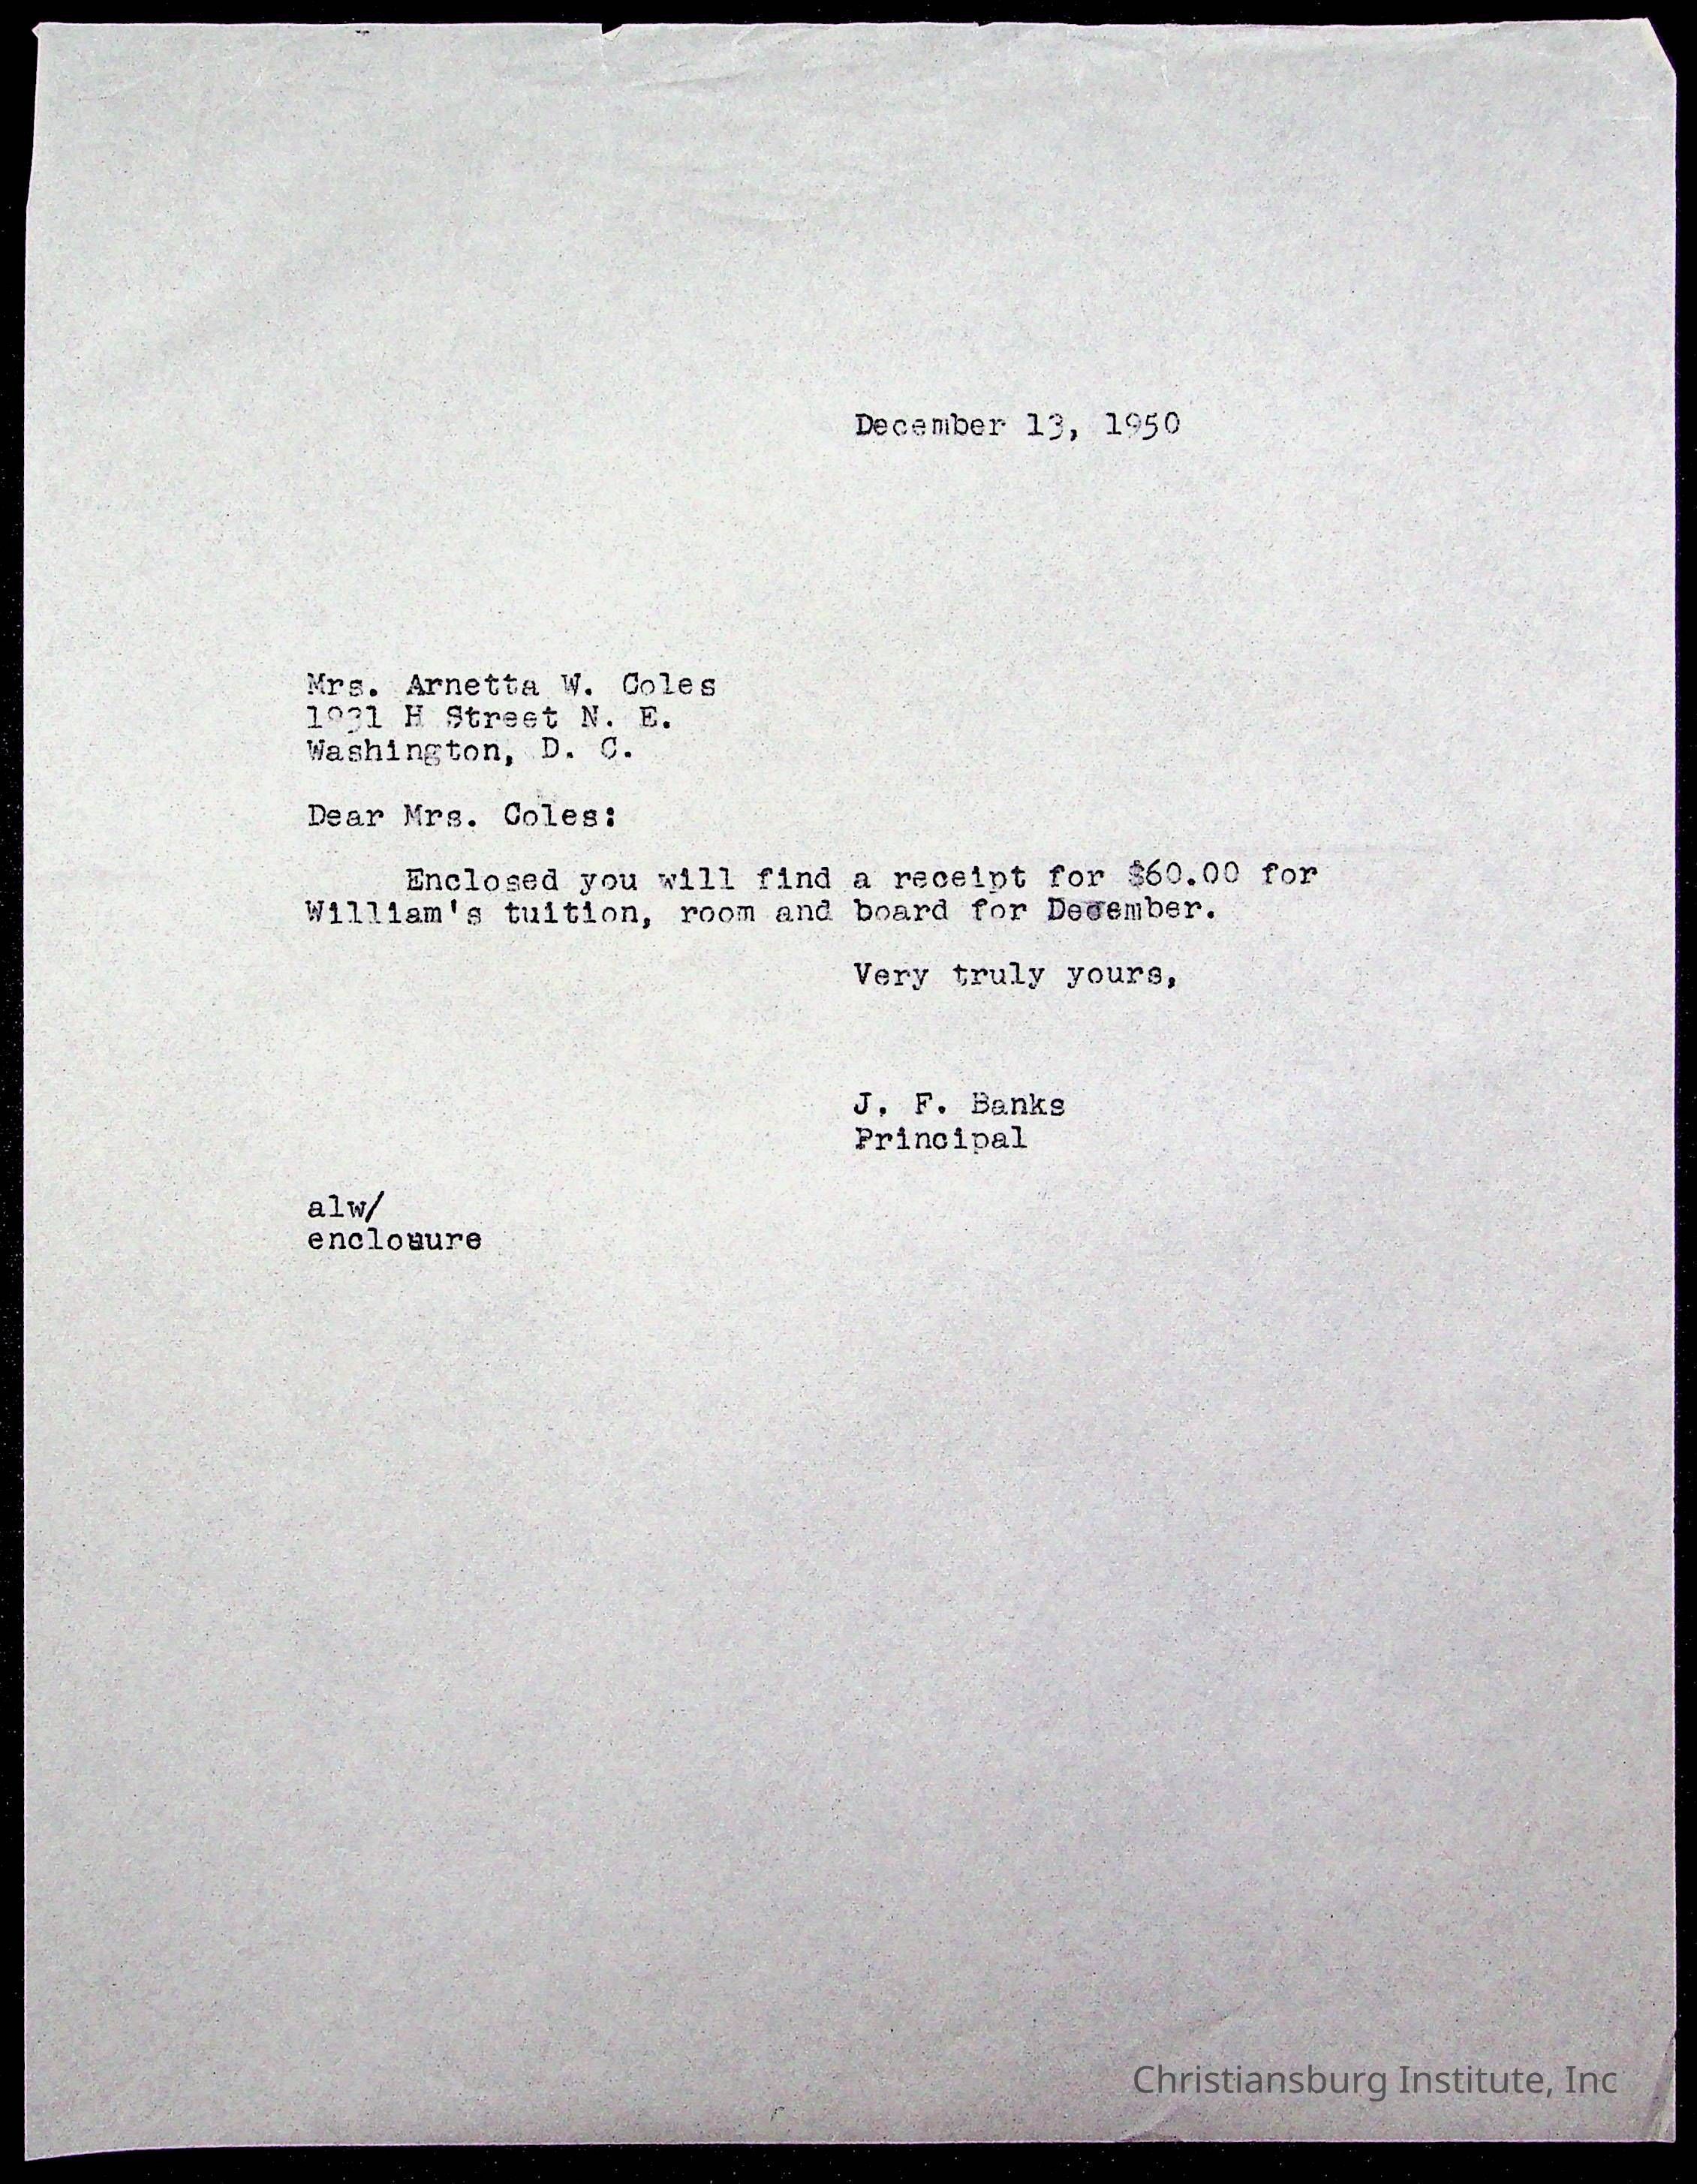 December 13, 1950
Mrs. Arnetta W. Coles
1931 H Street N. E.
Washington, D. C.
Dear Mrs. Coles:
Enclosed you will find a receipt for $60.00 for
William's tuition, room and board for December.
Very truly yours,
J. F. Banks
Principal
alw/
enclosure
Christiansburg Institute, Inc